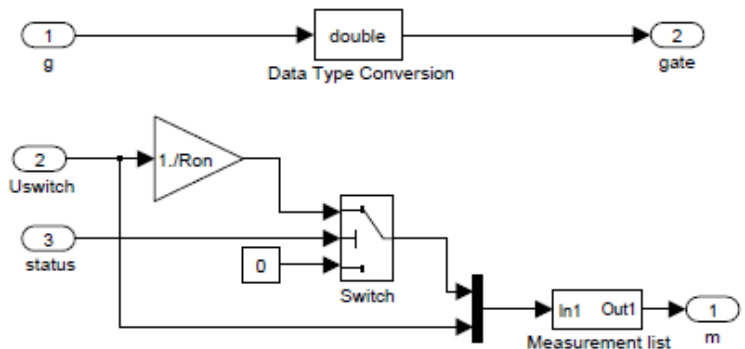 1
g
double
Data Type Conversion
2
gate
2
Uswitch
1./Ron
3
status
0
Switch
In1 Out1
Measurement list
1
m